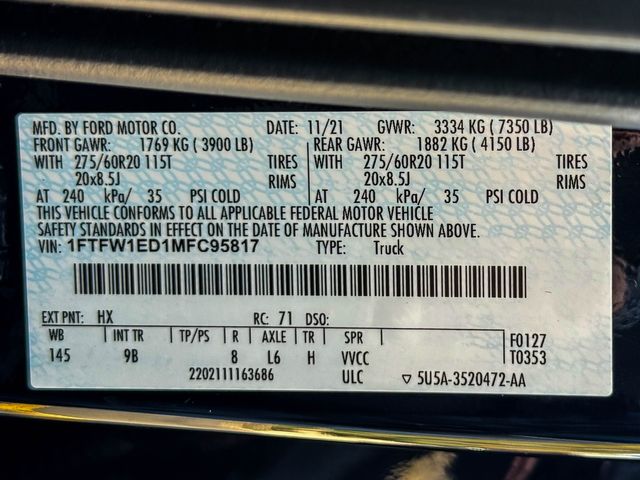 MFD. BY FORD MOTOR CO. DATE: 11/21 GVWR: 3334 KG ( 7350 LB)
FRONT GAWR: 1769 KG ( 3900 LB) REAR GAWR: 1882 KG ( 4150 LB)
WITH 275/60R20 115T TIRES WITH 275/60R20 115T TIRES
20x8.5J RIMS 20x8.5J RIMS
AT 240 kPa/ 35 PSI COLD AT 240 kPa/ 35 PSI COLD
THIS VEHICLE CONFORMS TO ALL APPLICABLE FEDERAL MOTOR VEHICLE
SAFETY STANDARDS IN EFFECT ON THE DATE OF MANUFACTURE SHOWN ABOVE.
VIN: 1FTFW1ED1MFC95817 TYPE: Truck
EXT PNT: HX RC: 71 DSO:
WB INT TR TP/PS R AXLE TR SPR F0127
145 9B 8 L6 H VVCC T0353
2202111163686 ULC ▽ 5U5A-3520472-AA